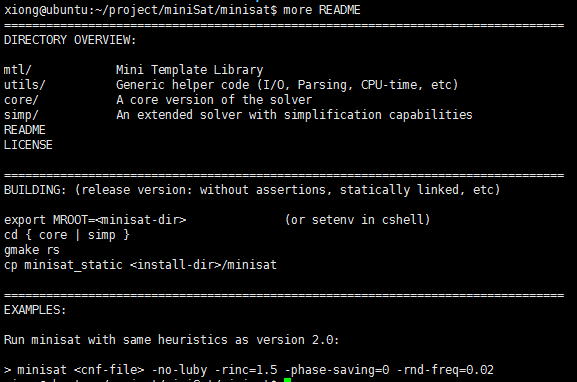 xiong@ubuntu:~/project/miniSat/minisat$ more README
================================================================================
DIRECTORY OVERVIEW:
mtl/            Mini Template Library
utils/          Generic helper code (I/O, Parsing, CPU-time, etc)
core/           A core version of the solver
simp/           An extended solver with simplification capabilities
README
LICENSE
================================================================================
BUILDING: (release version: without assertions, statically linked, etc)
export MROOT=<minisat-dir>              (or setenv in cshell)
cd { core | simp }
gmake rs
cp minisat_static <install-dir>/minisat
================================================================================
EXAMPLES:
Run minisat with same heuristics as version 2.0:
> minisat <cnf-file> -no-luby -rinc=1.5 -phase-saving=0 -rnd-freq=0.02